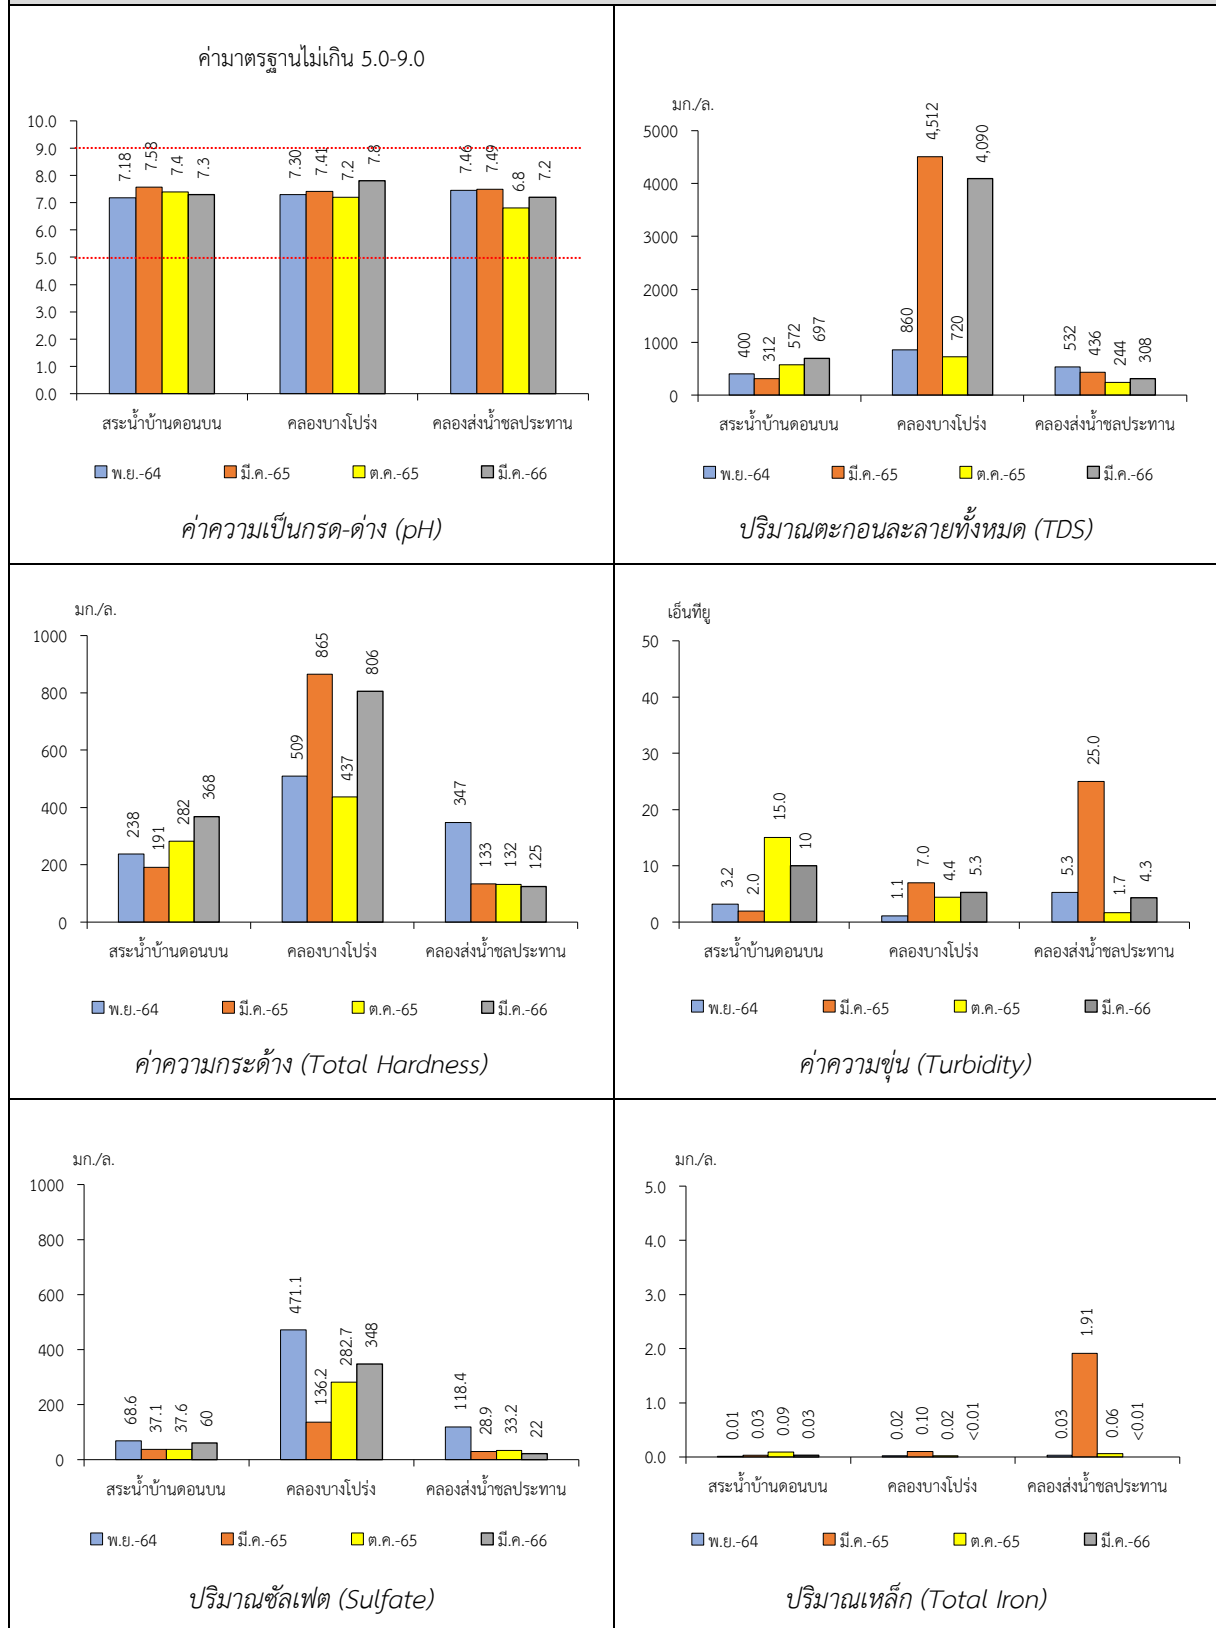 ค่ามาตรฐานไม่เกิน 5.0-9.0
10.0
9.0
8.0
7.0
6.0
5.0
4.0
3.0
2.0
1.0
0.0
7.18 7.58 7.4 7.3
7.30 7.41 7.2 7.8
7.46 7.49 6.8 7.2
สระน้ำบ้านดอนบน คลองบางโปร่ง คลองส่งน้ำชลประทาน
พ.ย.-64 มี.ค.-65 ต.ค.-65 มี.ค.-66
ค่าความเป็นกรด-ด่าง (pH)
มก./ล.
5000
4000
3000
2000
1000
0
400 312 572 697
860 4,512 720 4,090
532 436 244 308
สระน้ำบ้านดอนบน คลองบางโปร่ง คลองส่งน้ำชลประทาน
พ.ย.-64 มี.ค.-65 ต.ค.-65 มี.ค.-66
ปริมาณตะกอนละลายทั้งหมด (TDS)
มก./ล.
1000
800
600
400
200
0
238 191 282 368
509 865 437 806
347 133 132 125
สระน้ำบ้านดอนบน คลองบางโปร่ง คลองส่งน้ำชลประทาน
พ.ย.-64 มี.ค.-65 ต.ค.-65 มี.ค.-66
ค่าความกระด้าง (Total Hardness)
เอ็นทียู
50
40
30
20
10
0
3.2 2.0 15.0 10
1.1 7.0 4.4 5.3
5.3 25.0 1.7 4.3
สระน้ำบ้านดอนบน คลองบางโปร่ง คลองส่งน้ำชลประทาน
พ.ย.-64 มี.ค.-65 ต.ค.-65 มี.ค.-66
ค่าความขุ่น (Turbidity)
มก./ล.
1000
800
600
400
200
0
68.6 37.1 37.6 60
471.1 136.2 282.7 348
118.4 28.9 33.2 22
สระน้ำบ้านดอนบน คลองบางโปร่ง คลองส่งน้ำชลประทาน
พ.ย.-64 มี.ค.-65 ต.ค.-65 มี.ค.-66
ปริมาณซัลเฟต (Sulfate)
มก./ล.
5.0
4.0
3.0
2.0
1.0
0.0
0.01 0.03 0.09 0.03
0.02 0.10 0.02 <0.01
0.03 1.91 0.06 <0.01
สระน้ำบ้านดอนบน คลองบางโปร่ง คลองส่งน้ำชลประทาน
พ.ย.-64 มี.ค.-65 ต.ค.-65 มี.ค.-66
ปริมาณเหล็ก (Total Iron)